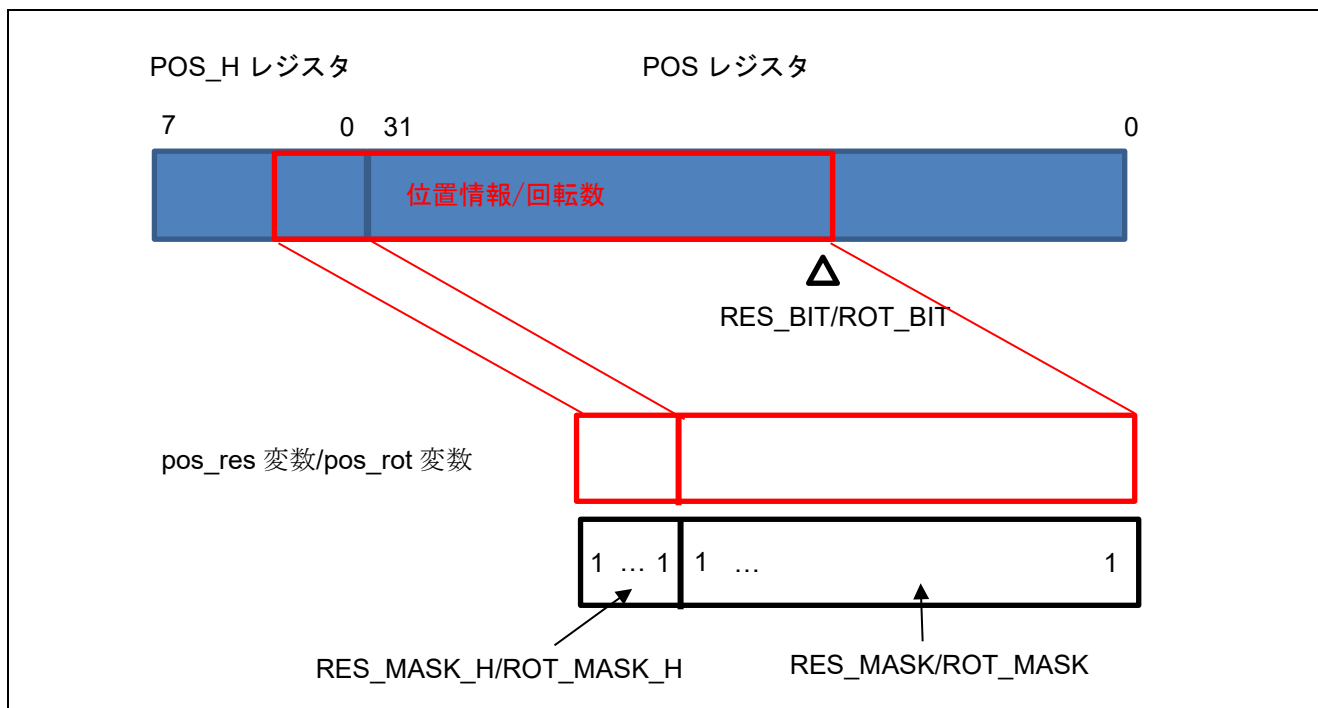 POS_H レジスタ POS レジスタ
7 0 31 0
位置情報/回転数
RES_BIT/ROT_BIT
pos_res 変数/pos_rot 変数
1 … 1 1 … 1
RES_MASK_H/ROT_MASK_H RES_MASK/ROT_MASK